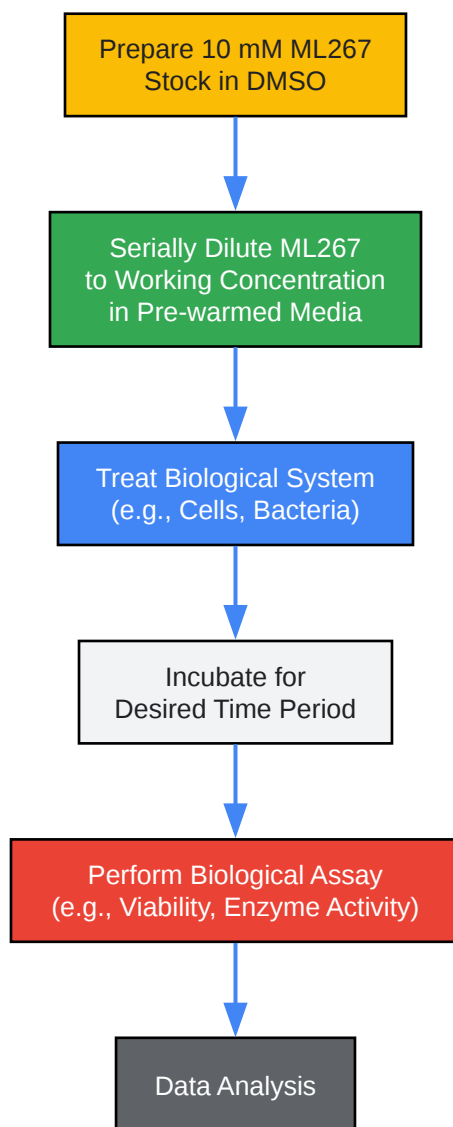 Prepare 10 mM ML267
Stock in DMSO
Serially Dilute ML267
to Working Concentration
in Pre-warmed Media
Treat Biological System
(e.g., Cells, Bacteria)
Incubate for
Desired Time Period
Perform Biological Assay
(e.g., Viability, Enzyme Activity)
Data Analysis